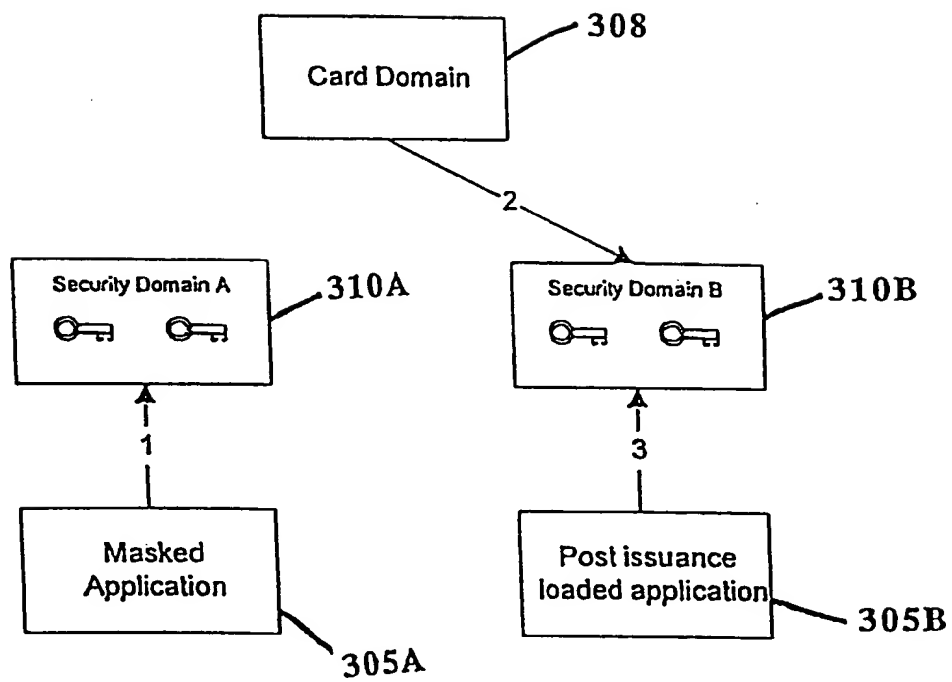 308
Card Domain
2
Security Domain A
310A
Security Domain B
310B
1
3
Masked
Application
305A
Post issuance
loaded application
305B